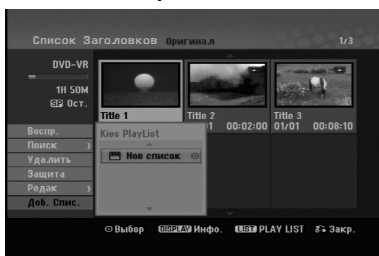 Список Заголовков Оригинал 1/3
DVD-VR
1H 50M
SP Ост.
Title 1
Title 2
Title 3
1 00:02:00 01/01 00:08:10
Kies PlayList
Нов список
Воспр.
Поиск
Удалить
Защита
Редак
Доб. Спис.
Выбор DISPLAY Инфо. LIST PLAY LIST Закр.